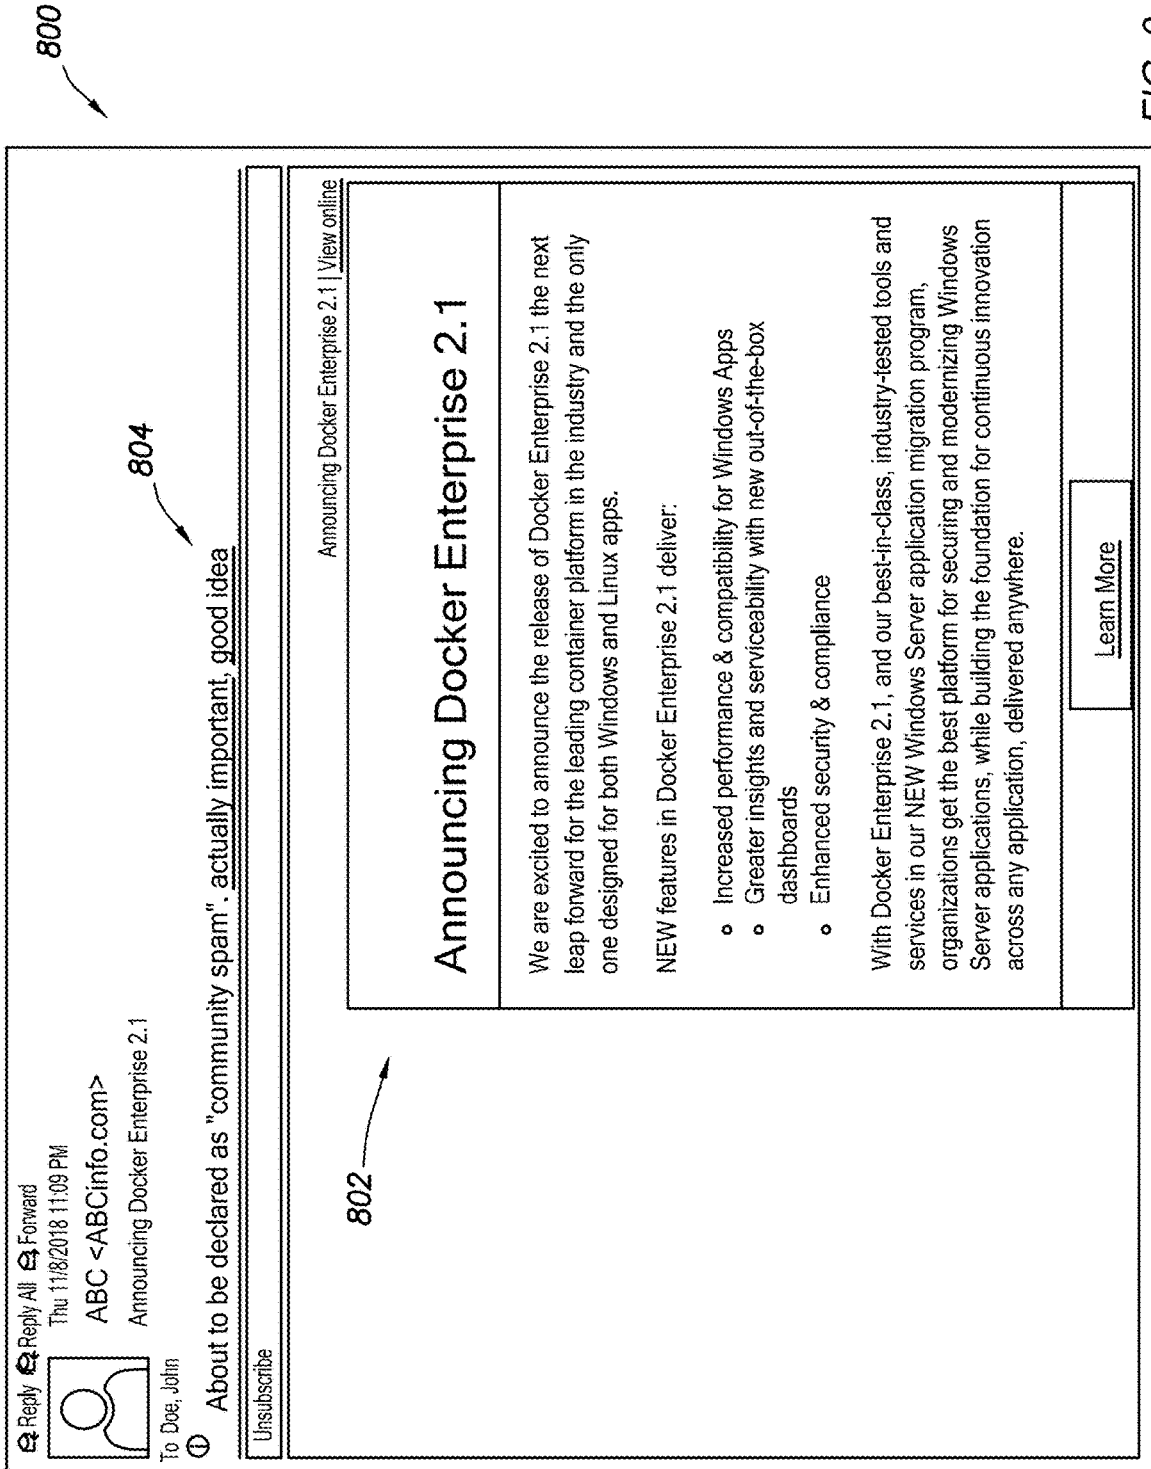 800
Reply Reply All Forward
Thu 11/8/2018 11:09 PM
ABC <ABCinfo.com>
Announcing Docker Enterprise 2.1
To Doe, John
804
About to be declared as "community spam". actually important, good idea
Unsubscribe
802
Announcing Docker Enterprise 2.1 | View online
Announcing Docker Enterprise 2.1
We are excited to announce the release of Docker Enterprise 2.1 the next
leap forward for the leading container platform in the industry and the only
one designed for both Windows and Linux apps.
NEW features in Docker Enterprise 2.1 deliver:
Increased performance & compatibility for Windows Apps
Greater insights and serviceability with new out-of-the-box
dashboards
Enhanced security & compliance
With Docker Enterprise 2.1, and our best-in-class, industry-tested tools and
services in our NEW Windows Server application migration program,
organizations get the best platform for securing and modernizing Windows
Server applications, while building the foundation for continuous innovation
across any application, delivered anywhere.
Learn More